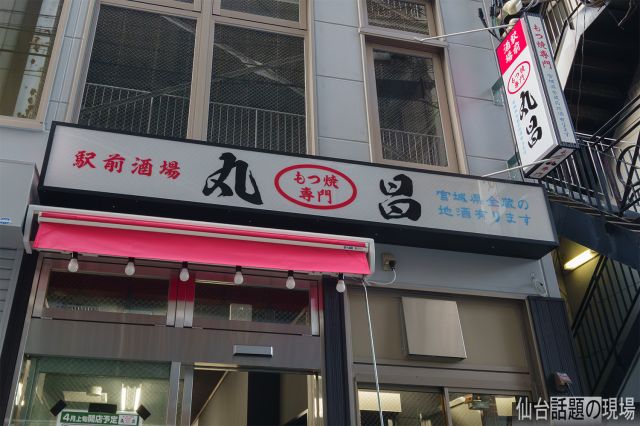 駅前酒場
丸
もつ焼
専門
昌
宮城県全蔵の
地酒有ります
駅前
酒場
もつ焼
専門
丸昌
4月上旬開店予定
仙台話題の現場